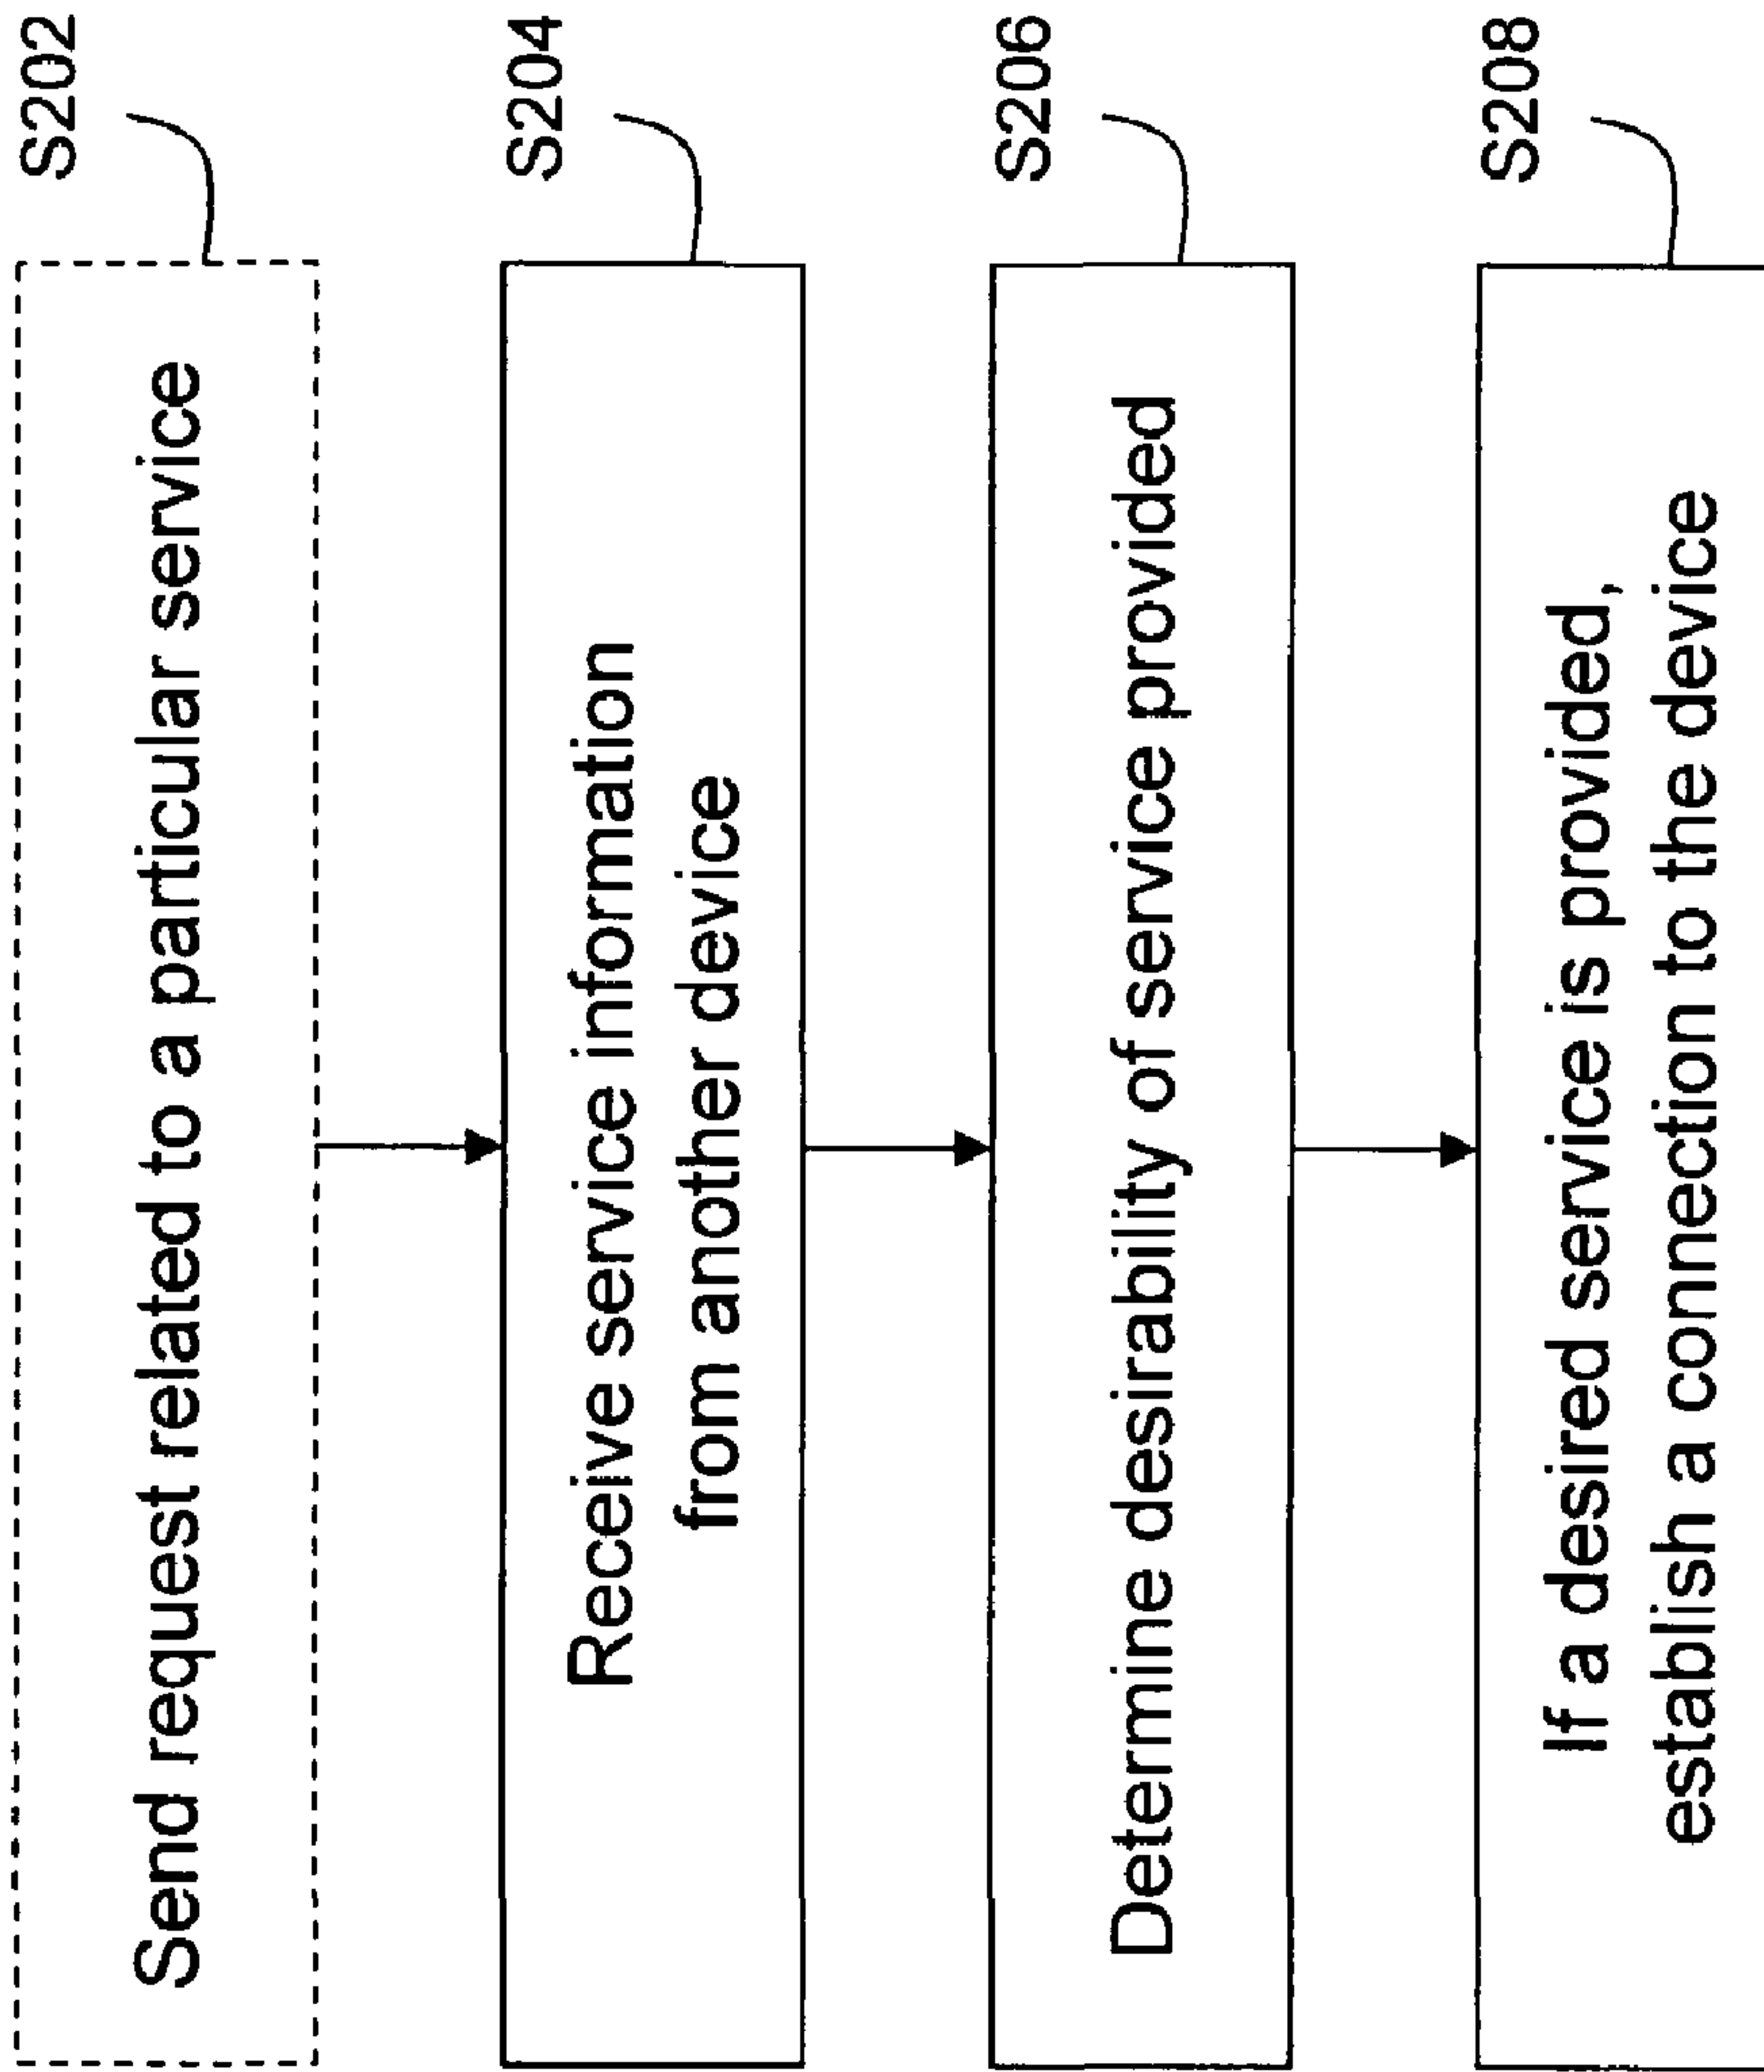 Send request related to a particular service
S202
Receive service information
from another device
S204
Determine desirability of service provided
S206
If a desired service is provided,
establish a connection to the device
S208